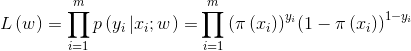 L(w) = ∏_{i=1}^{m} p(y_i|x_i; w) = ∏_{i=1}^{m} (π(x_i))^{y_i}(1 − π(x_i))^{1−y_i}